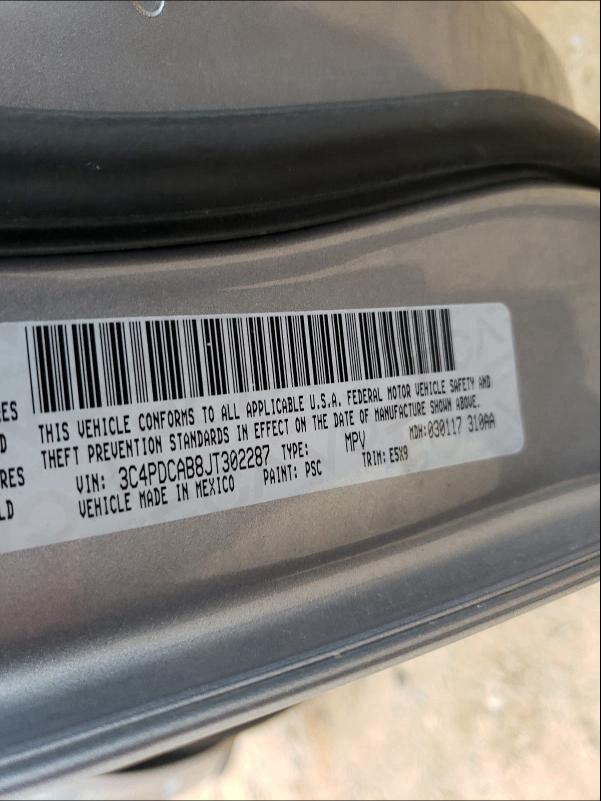 THIS VEHICLE CONFORMS TO ALL APPLICABLE U.S.A. FEDERAL MOTOR VEHICLE SAFETY AND
THEFT PREVENTION STANDARDS IN EFFECT ON THE DATE OF MANUFACTURE SHOWN ABOVE.
VIN: 3C4PDCAB8JT302287 TYPE: MPV MDH: 030117 310AA
VEHICLE MADE IN MEXICO PAINT: PSC TRIM: E5X9